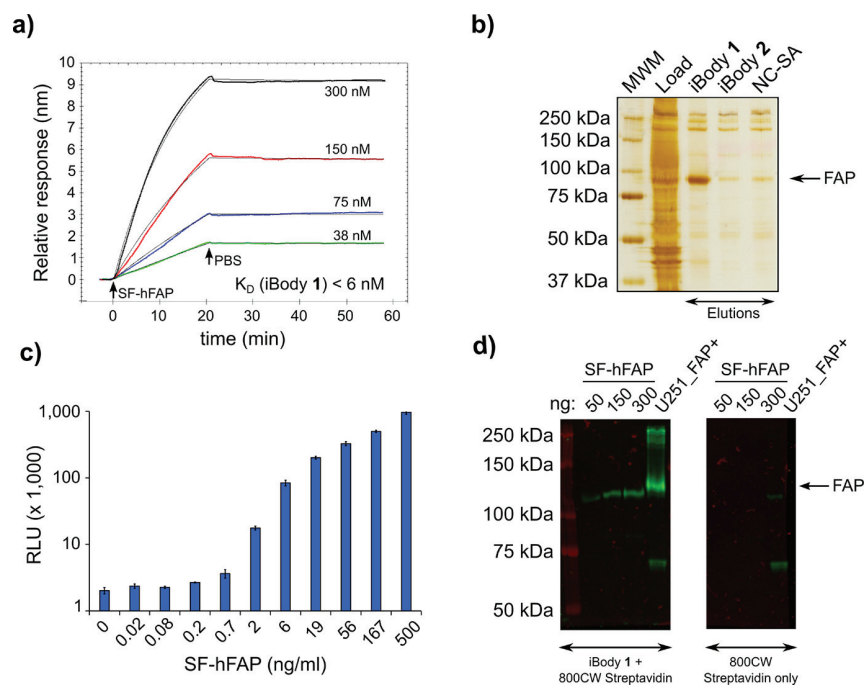 a)
Relative response (nm)
10
9
8
7
6
5
4
3
2
1
0
300 nM
150 nM
75 nM
38 nM
SF-hFAP
PBS
K_D (iBody 1) < 6 nM
0 10 20 30 40 50 60
time (min)
b)
MWM
Load
iBody 1
iBody 2
NC-SA
250 kDa
150 kDa
100 kDa
75 kDa
50 kDa
37 kDa
FAP
Elutions
c)
RLU (x 1,000)
1,000
100
10
1
0 0.02 0.08 0.2 0.7 2 6 19 56 167 500
SF-hFAP (ng/ml)
d)
SF-hFAP
ng: 50 150 300 U251_FAP+
SF-hFAP
50 150 300 U251_FAP+
250 kDa
150 kDa
100 kDa
75 kDa
50 kDa
FAP
iBody 1 +
800CW Streptavidin
800CW
Streptavidin only